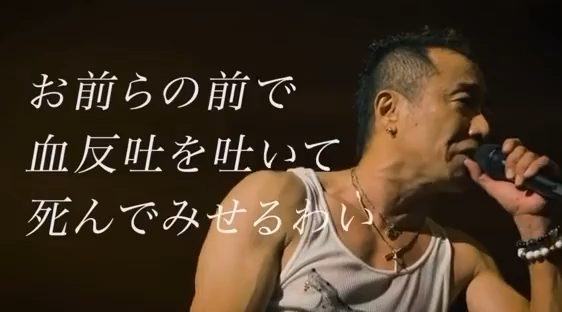 お前らの前で
血反吐を吐いて
死んでみせるわい